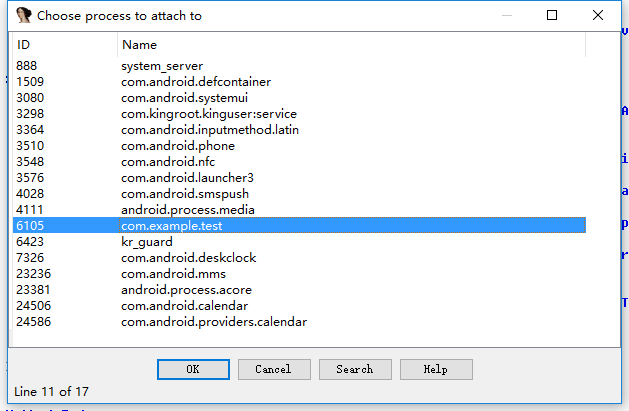 Choose process to attach to
ID Name
888 system_server
1509 com.android.defcontainer
3080 com.android.systemui
3298 com.kingroot.kinguser:service
3364 com.android.inputmethod.latin
3510 com.android.phone
3548 com.android.nfc
3576 com.android.launcher3
4028 com.android.smspush
4111 android.process.media
6105 com.example.test
6423 kr_guard
7326 com.android.deskclock
23236 com.android.mms
23381 android.process.acore
24506 com.android.calendar
24586 com.android.providers.calendar
OK Cancel Search Help
Line 11 of 17